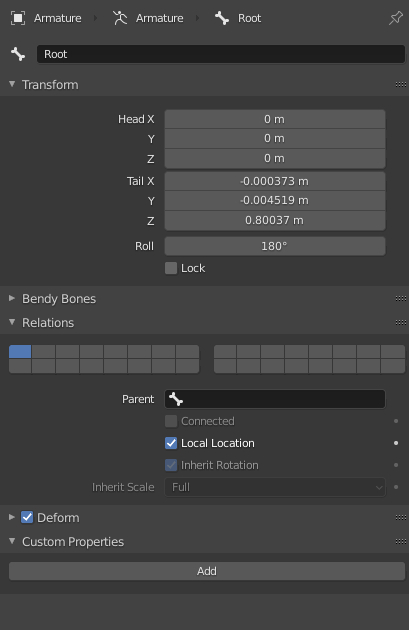 Armature Armature Root
Root
Transform
Head X 0 m
Y 0 m
Z 0 m
Tail X -0.000373 m
Y -0.004519 m
Z 0.80037 m
Roll 180°
Lock
Bendy Bones
Relations
Parent
Connected
Local Location
Inherit Rotation
Inherit Scale Full
Deform
Custom Properties
Add